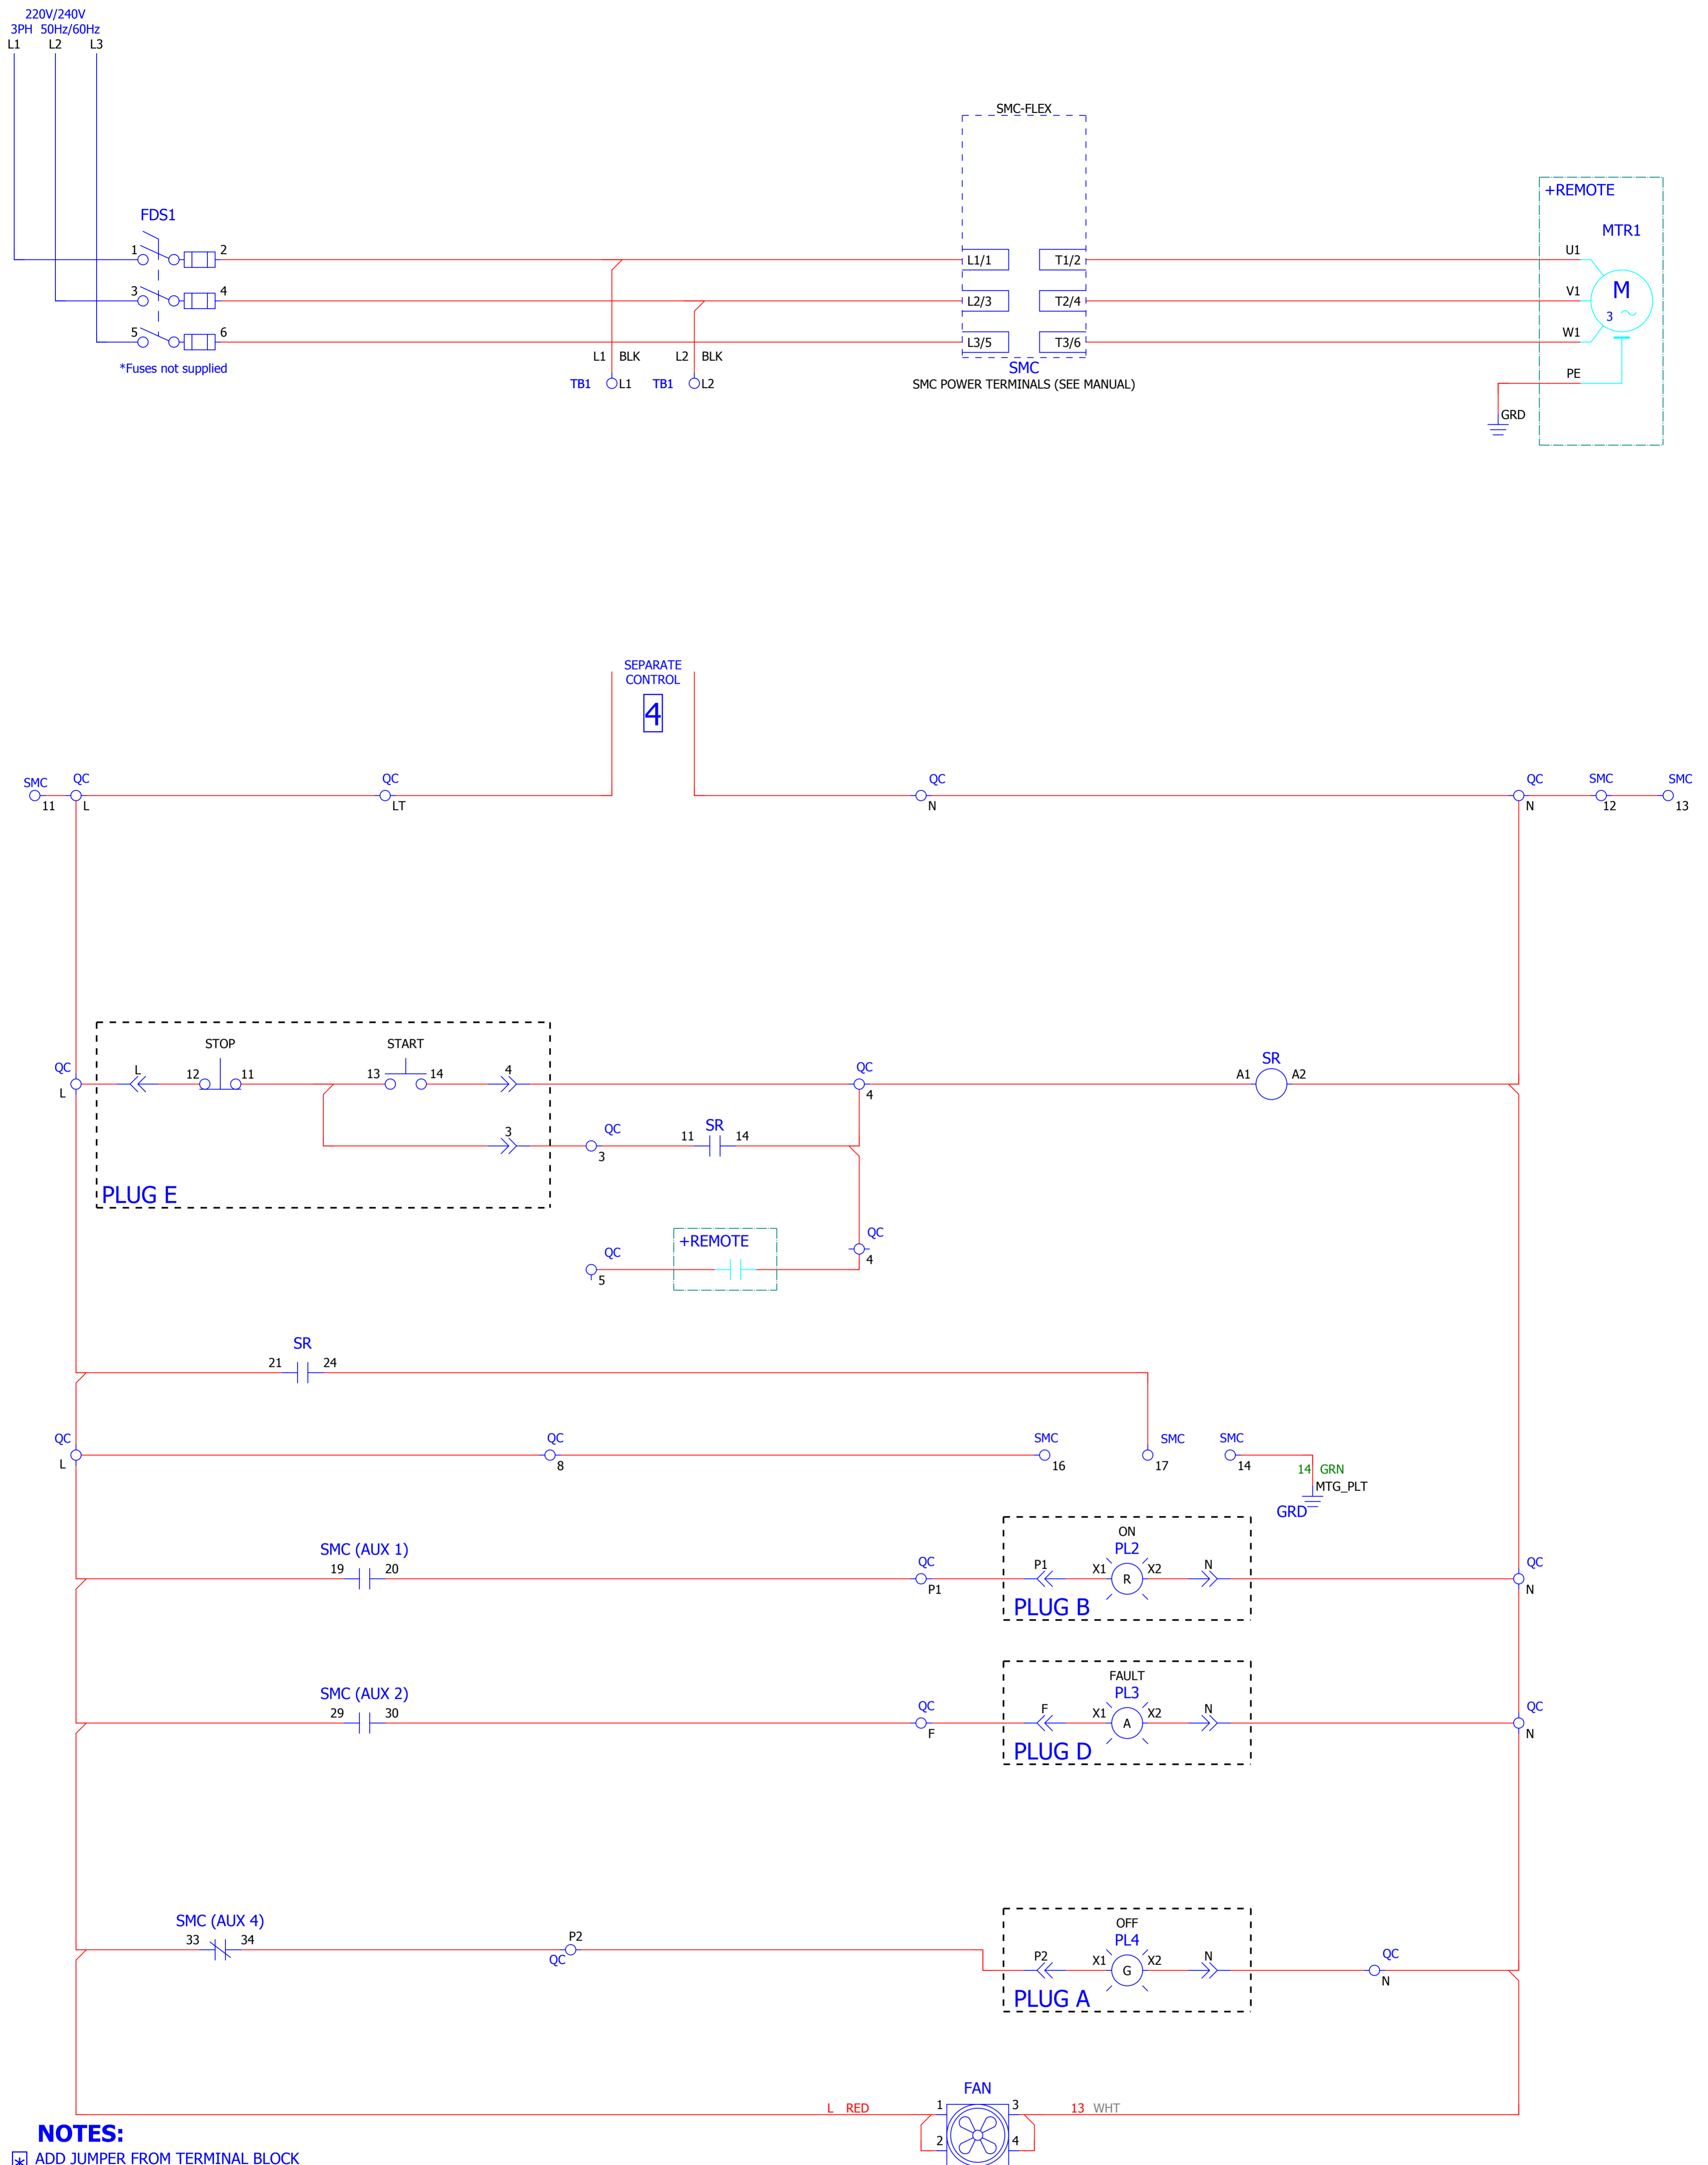 220V/240V
3PH 50Hz/60Hz
L1 L2 L3
SMC-FLEX
+REMOTE
MTR1
FDS1
1 2
L1/1 T1/2
U1
3 4
L2/3 T2/4
V1
M
3
5 6
L3/5 T3/6
W1
*Fuses not supplied
L1 BLK L2 BLK
TB1 L1 TB1 L2
SMC
SMC POWER TERMINALS (SEE MANUAL)
PE
GRD
SEPARATE
CONTROL
4
SMC QC QC QC QC SMC SMC
11 L LT N N 12 13
STOP START
QC L 12 11 13 14 4 QC SR
L 4 A1 A2
3 QC 11 SR 14
3
PLUG E
+REMOTE
QC QC
5 4
SR
21 24
QC QC SMC SMC SMC
L 8 16 17 14
14 GRN
MTG_PLT
GRD
ON
SMC (AUX 1) PL2
19 20 QC P1 X1 R X2 N QC
P1 N
PLUG B
FAULT
SMC (AUX 2) PL3
29 30 QC F X1 A X2 N QC
F N
PLUG D
OFF
SMC (AUX 4) PL4
33 34 P2
QC
P2 X1 G X2 N QC
N
PLUG A
FAN
L RED 1 3 13 WHT
2 4
NOTES:
* ADD JUMPER FROM TERMINAL BLOCK